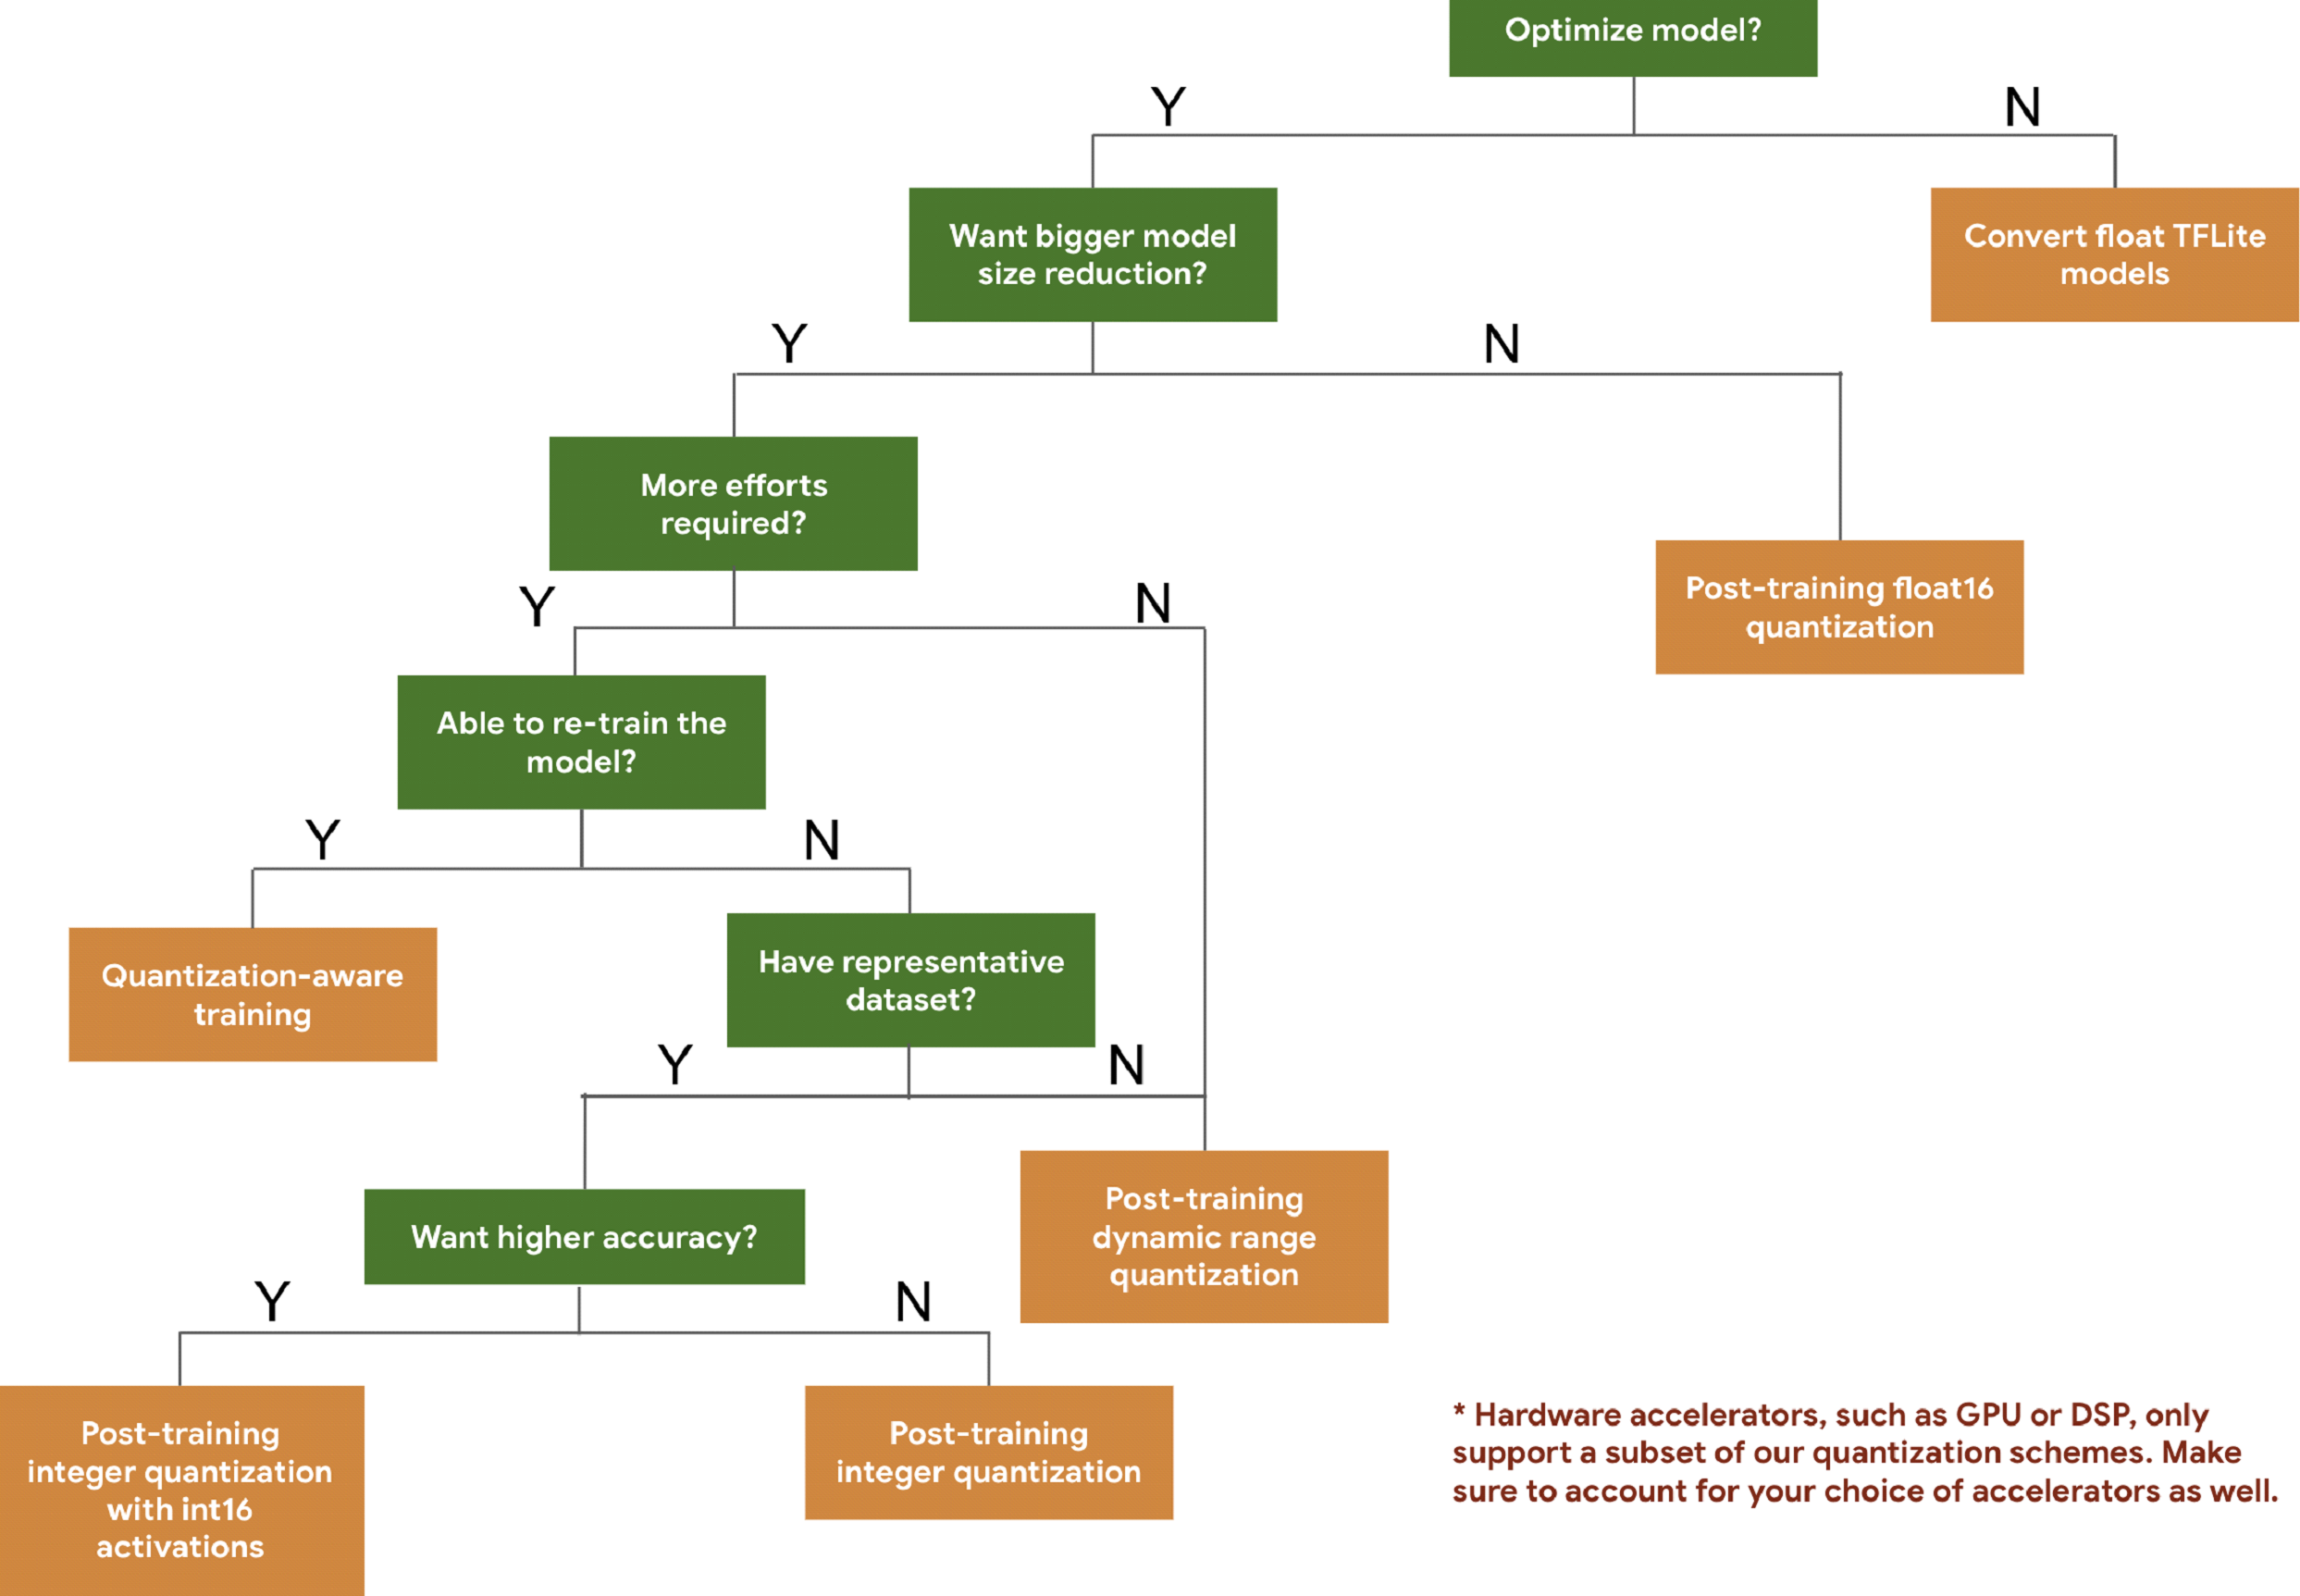 Optimize model?
Y
N
Want bigger model
size reduction?
Convert float TFLite
models
Y
N
More efforts
required?
Post-training float16
quantization
Y
N
Able to re-train the
model?
Y
N
Quantization-aware
training
Have representative
dataset?
Y
N
Want higher accuracy?
Post-training
dynamic range
quantization
Y
N
Post-training
integer quantization
with int16
activations
Post-training
integer quantization
* Hardware accelerators, such as GPU or DSP, only
support a subset of our quantization schemes. Make
sure to account for your choice of accelerators as well.